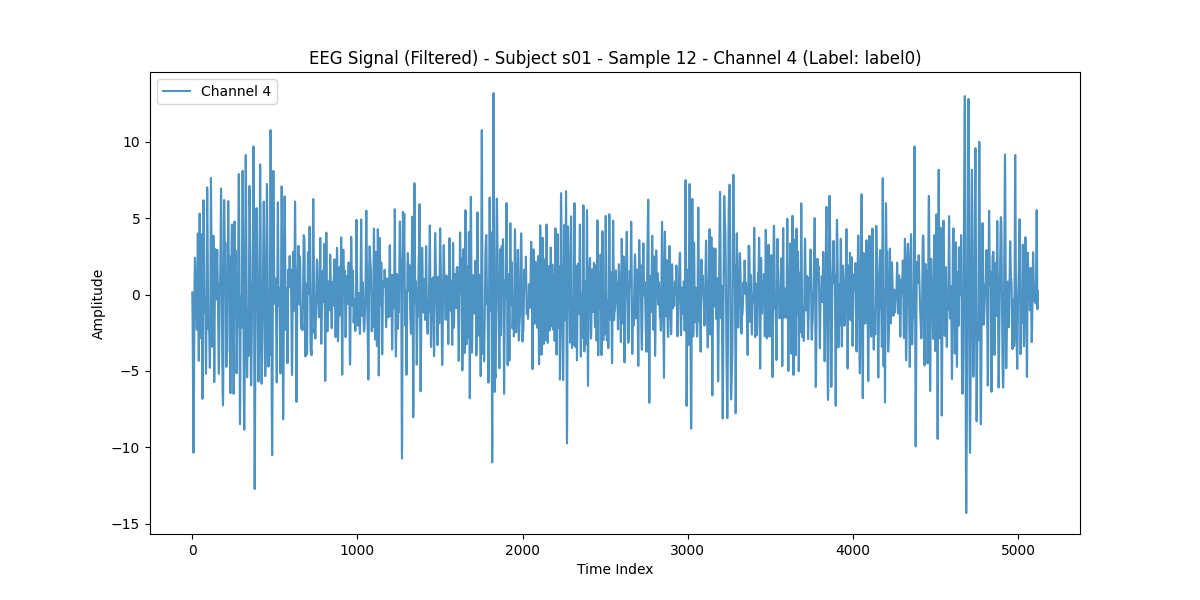 EEG Signal (Filtered) - Subject s01 - Sample 12 - Channel 4 (Label: label0)
Channel 4
10
5
0
−5
−10
−15
Amplitude
0 1000 2000 3000 4000 5000
Time Index